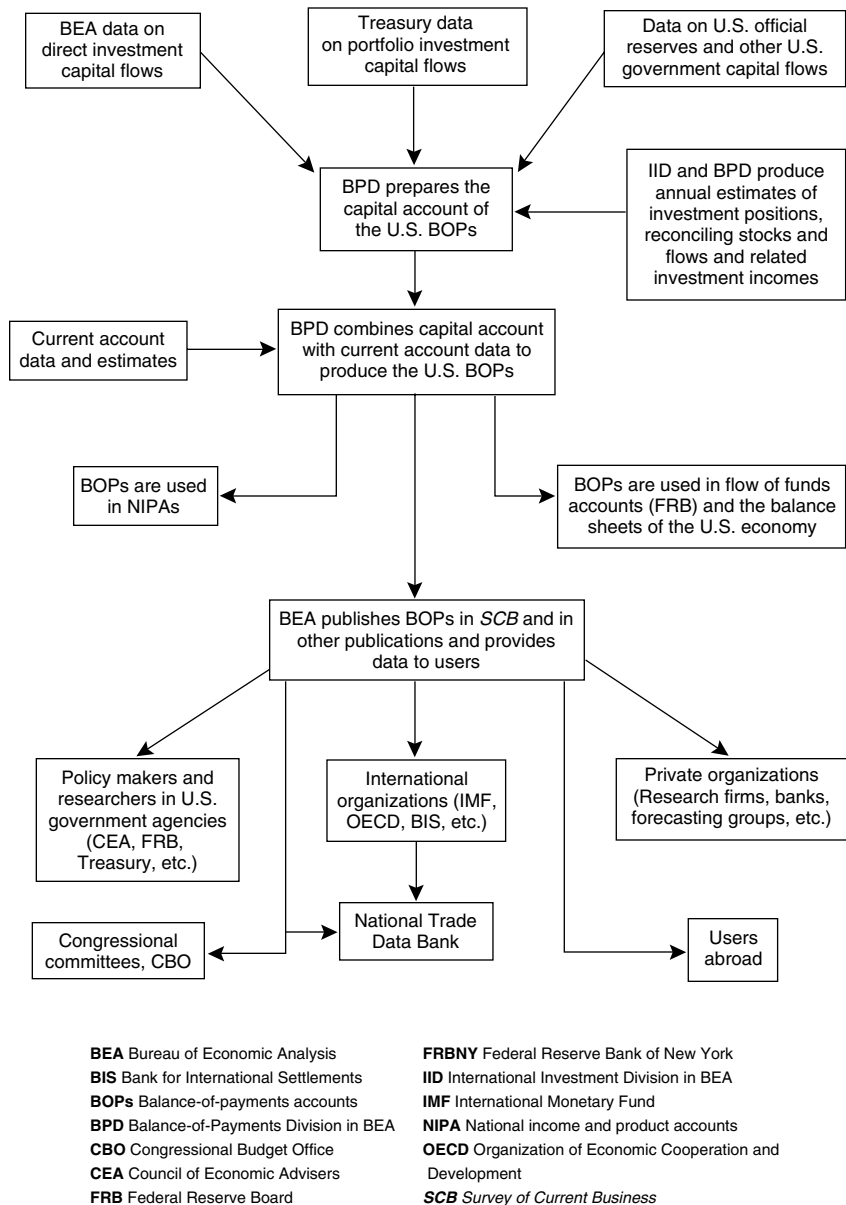 BEA data on
direct investment
capital flows
Treasury data
on portfolio investment
capital flows
Data on U.S. official
reserves and other U.S.
government capital flows
BPD prepares the
capital account of
the U.S. BOPs
IID and BPD produce
annual estimates of
investment positions,
reconciling stocks and
flows and related
investment incomes
Current account
data and estimates
BPD combines capital account
with current account data to
produce the U.S. BOPs
BOPs are used
in NIPAs
BOPs are used in flow of funds
accounts (FRB) and the balance
sheets of the U.S. economy
BEA publishes BOPs in SCB and in
other publications and provides
data to users
Policy makers and
researchers in U.S.
government agencies
(CEA, FRB,
Treasury, etc.)
International
organizations (IMF,
OECD, BIS, etc.)
Private organizations
(Research firms, banks,
forecasting groups, etc.)
Congressional
committees, CBO
National Trade
Data Bank
Users
abroad
BEA Bureau of Economic Analysis
BIS Bank for International Settlements
BOPs Balance-of-payments accounts
BPD Balance-of-Payments Division in BEA
CBO Congressional Budget Office
CEA Council of Economic Advisers
FRB Federal Reserve Board
FRBNY Federal Reserve Bank of New York
IID International Investment Division in BEA
IMF International Monetary Fund
NIPA National income and product accounts
OECD Organization of Economic Cooperation and
Development
SCB Survey of Current Business